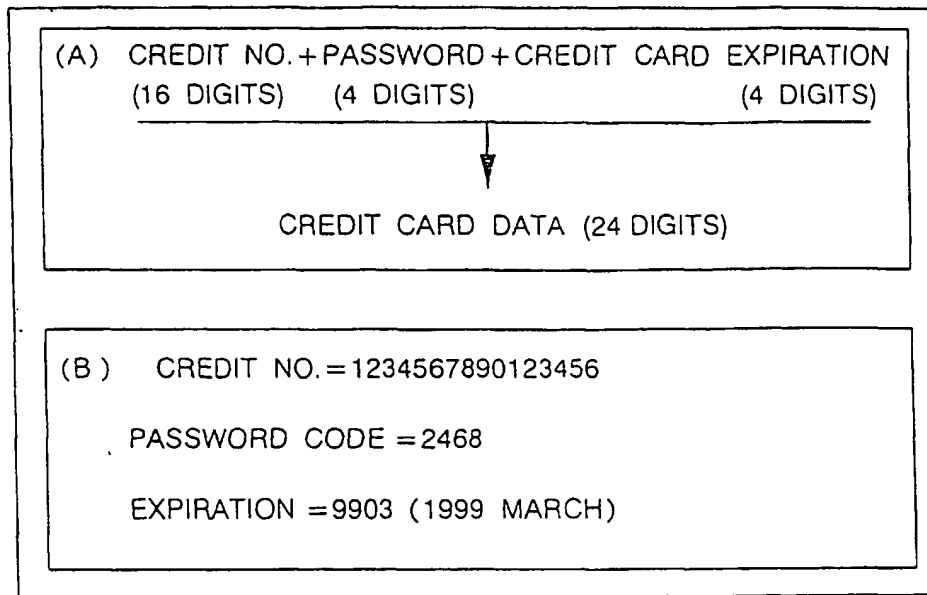 (A) CREDIT NO.+PASSWORD+CREDIT CARD EXPIRATION
(16 DIGITS) (4 DIGITS) (4 DIGITS)
CREDIT CARD DATA (24 DIGITS)
(B) CREDIT NO.=1234567890123456
PASSWORD CODE =2468
EXPIRATION =9903 (1999 MARCH)